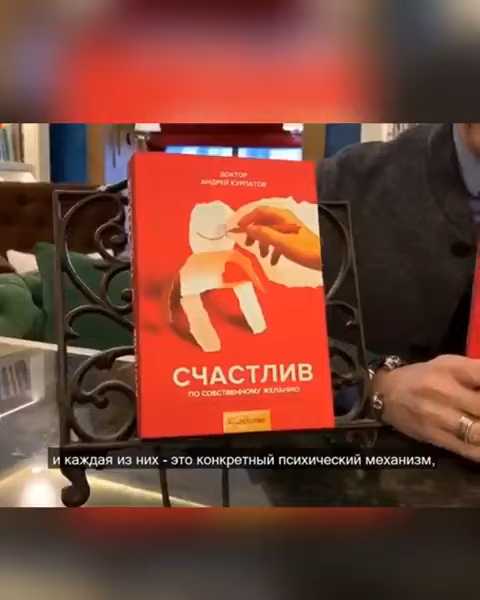 ДОКТОР
АНДРЕЙ КУРПАТОВ
СЧАСТЛИВ
ПО СОБСТВЕННОМУ ЖЕЛАНИЮ
и каждая из них - это конкретный психический механизм,